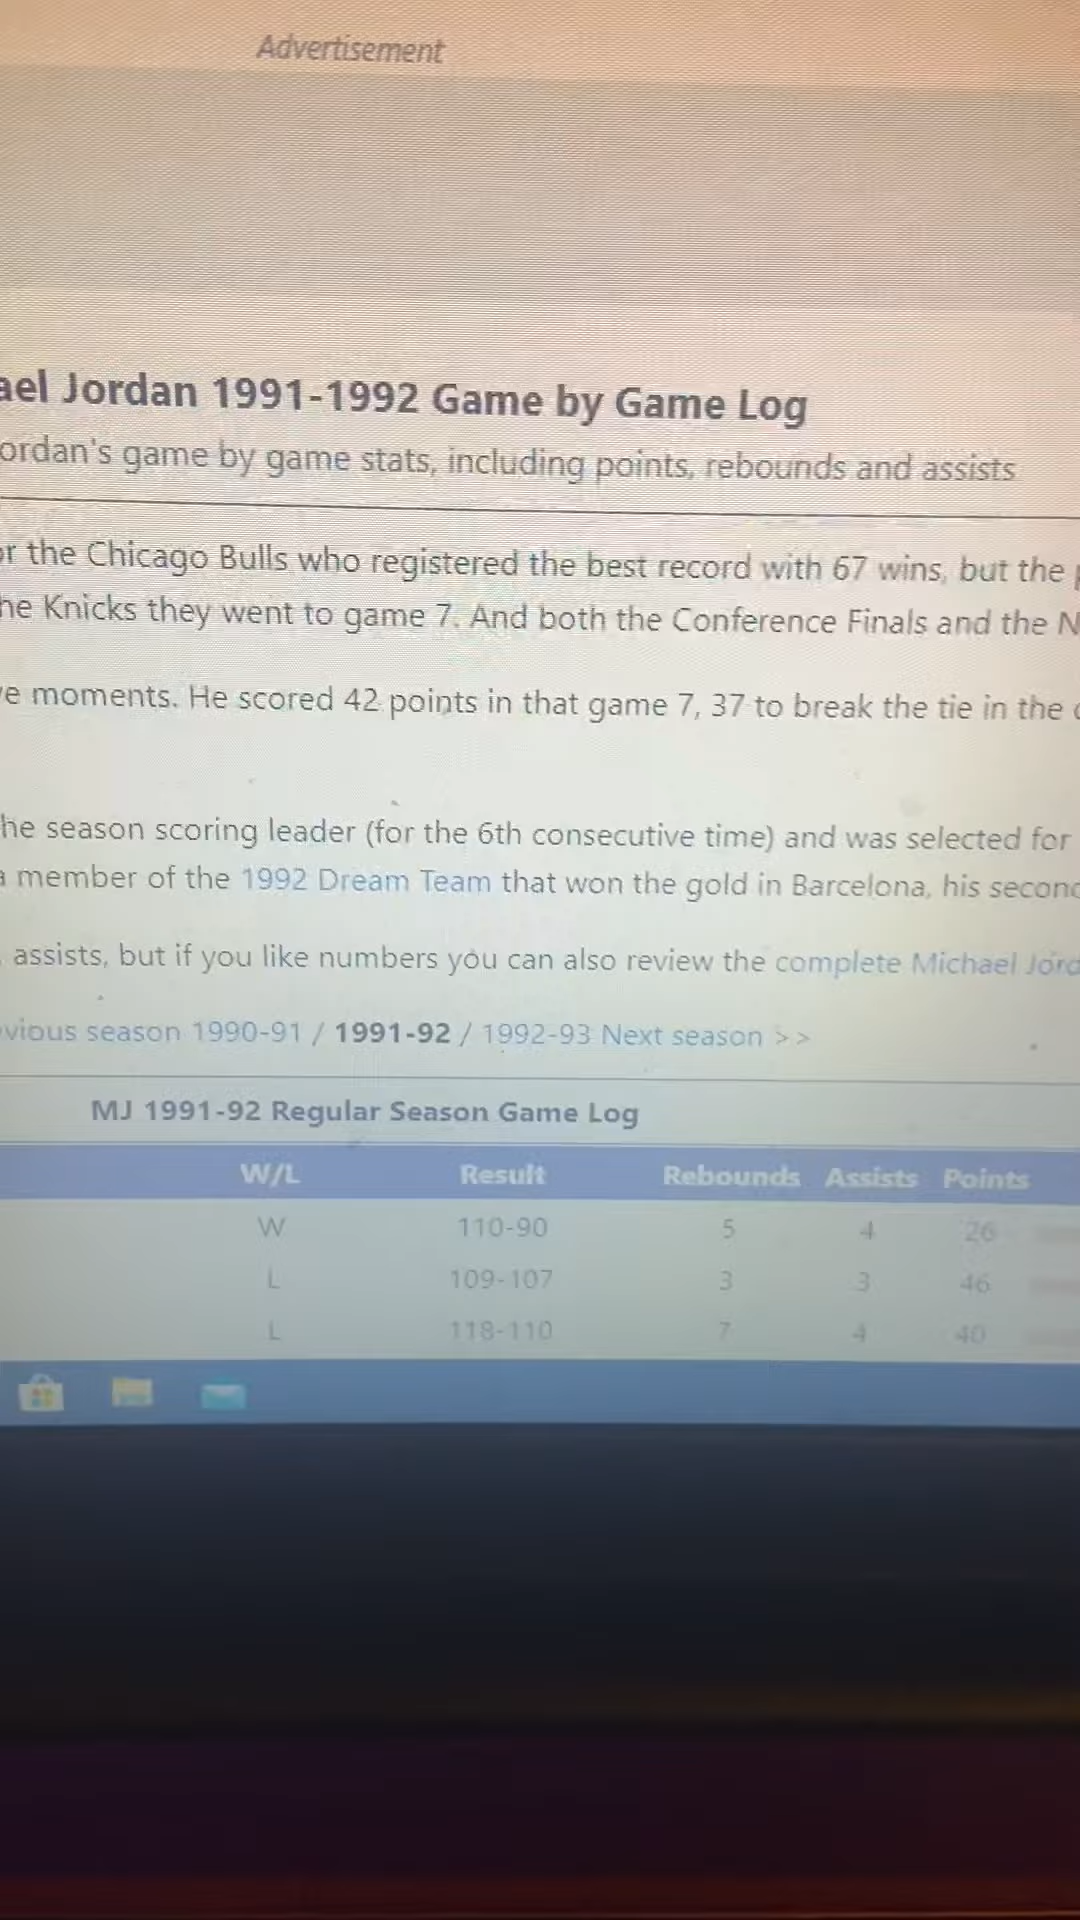 Advertisement
ael Jordan 1991-1992 Game by Game Log
ordan's game by game stats, including points, rebounds and assists
or the Chicago Bulls who registered the best record with 67 wins, but the
he Knicks they went to game 7. And both the Conference Finals and the N
ve moments. He scored 42 points in that game 7, 37 to break the tie in the
he season scoring leader (for the 6th consecutive time) and was selected for
a member of the 1992 Dream Team that won the gold in Barcelona, his second
assists, but if you like numbers you can also review the complete Michael Jord
vious season 1990-91 / 1991-92 / 1992-93 Next season >>
MJ 1991-92 Regular Season Game Log
W/L Result Rebounds Assists Points
W 110-90 5 4 26
L 109-107 3 3 46
L 118-110 7 4 40